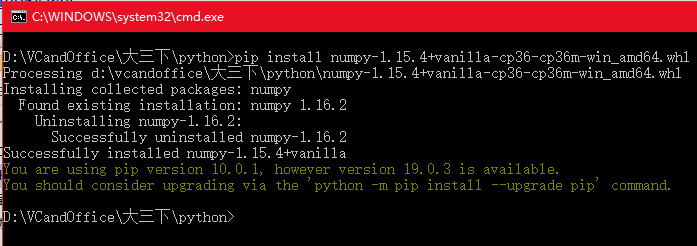 C:\WINDOWS\system32\cmd.exe
D:\VCandOffice\大三下\python>pip install numpy-1.15.4+vanilla-cp36-cp36m-win_amd64.whl
Processing d:\vcandoffice\大三下\python\numpy-1.15.4+vanilla-cp36-cp36m-win_amd64.whl
Installing collected packages: numpy
  Found existing installation: numpy 1.16.2
    Uninstalling numpy-1.16.2:
      Successfully uninstalled numpy-1.16.2
Successfully installed numpy-1.15.4+vanilla
You are using pip version 10.0.1, however version 19.0.3 is available.
You should consider upgrading via the 'python -m pip install --upgrade pip' command.
D:\VCandOffice\大三下\python>